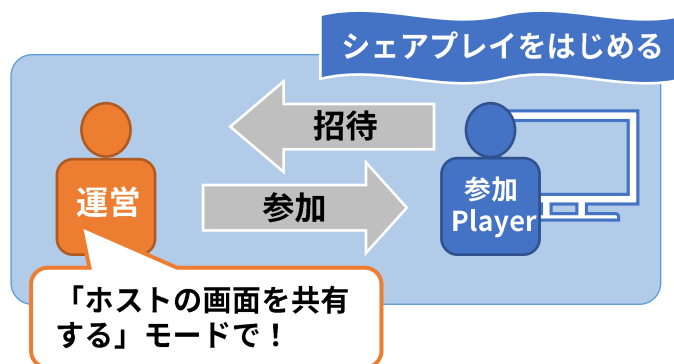 シェアプレイをはじめる
招待
運営
参加
参加
Player
「ホストの画面を共有
する」モードで！